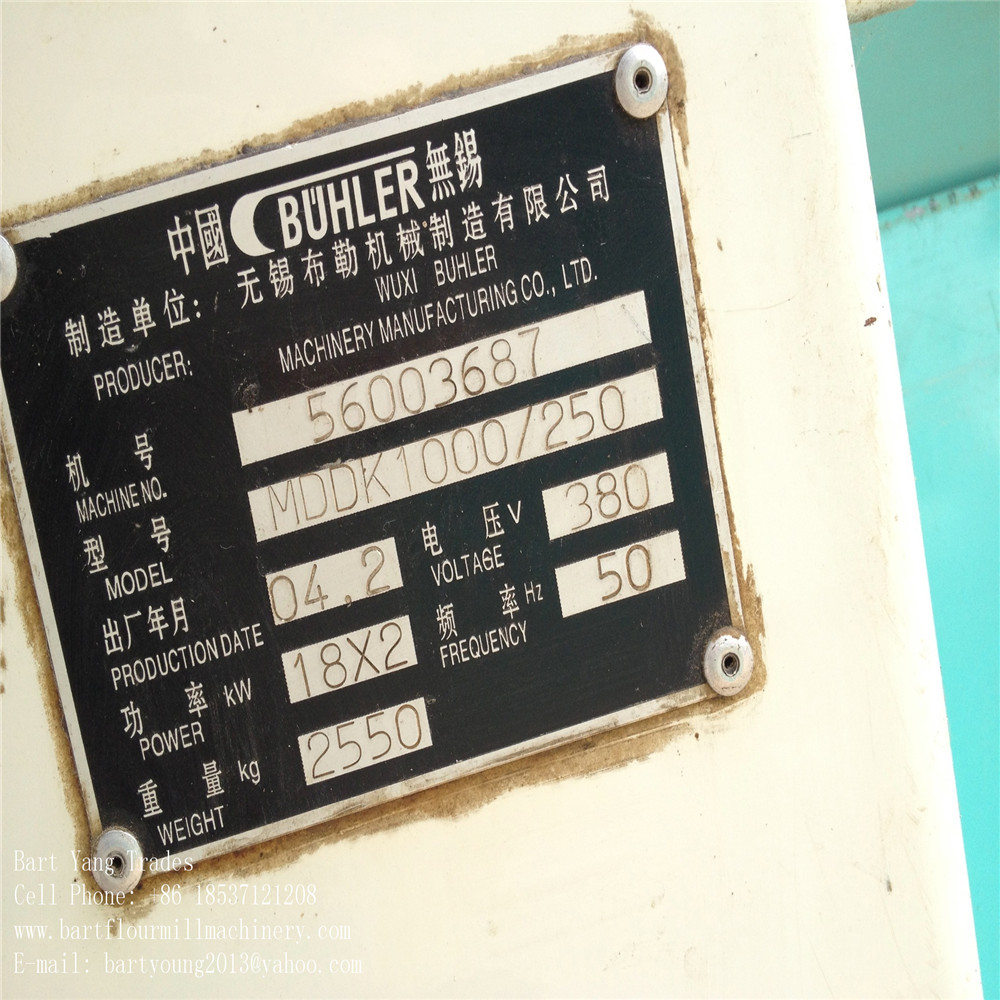 中國 BÜHLER 無錫
制造单位: 无锡布勒机械制造有限公司
PRODUCER: WUXI BUHLER
MACHINERY MANUFACTURING CO., LTD.
机号 56003687
MACHINE NO.
型号 MDDK1000/250
MODEL
出厂年月 04,2 电压 V 380
PRODUCTION DATE VOLTAGE
功率 kW 18X2 频率 Hz 50
POWER FREQUENCY
重量 kg 2550
WEIGHT
Bart Yang Trades
Cell Phone: +86 18537121208
www.bartflourmillmachinery.com
E-mail: bartyoung2013@yahoo.com